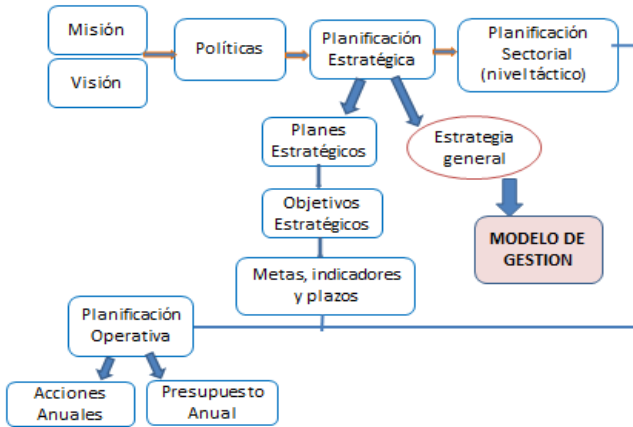 Misión
Visión
Políticas
Planificación
Estratégica
Planificación
Sectorial
(nivel táctico)
Planes
Estratégicos
Estrategia
general
Objetivos
Estratégicos
MODELO DE
GESTION
Metas, indicadores
y plazos
Planificación
Operativa
Acciones
Anuales
Presupuesto
Anual